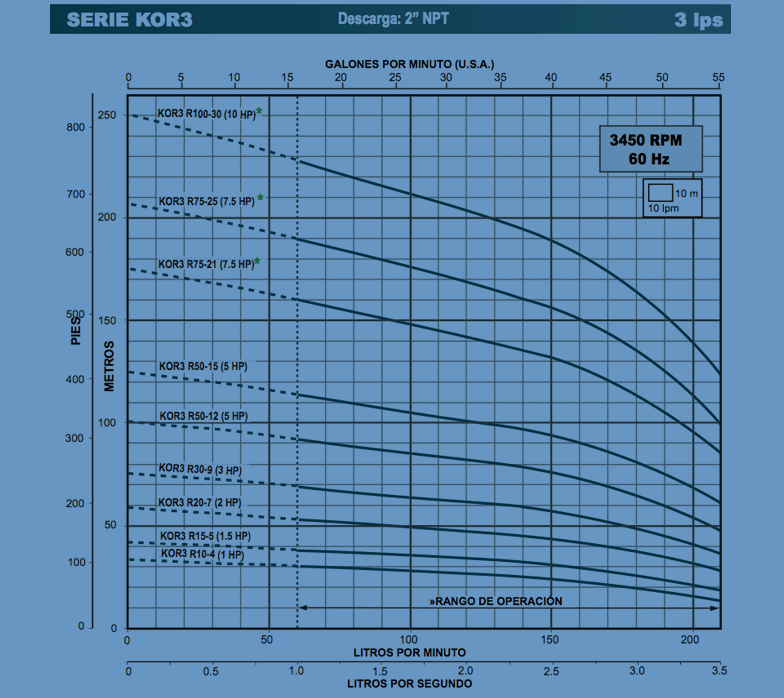 SERIE KOR3 Descarga: 2” NPT 3 lps
GALONES POR MINUTO (U.S.A.)
0 5 10 15 20 25 30 35 40 45 50 55
PIES
800
700
600
500
400
300
200
100
0
METROS
250
200
150
100
50
0
KOR3 R100-30 (10 HP)*
KOR3 R75-25 (7.5 HP) *
KOR3 R75-21 (7.5 HP)*
KOR3 R50-15 (5 HP)
KOR3 R50-12 (5 HP)
KOR3 R30-9 (3 HP)
KOR3 R20-7 (2 HP)
KOR3 R15-5 (1.5 HP)
KOR3 R10-4 (1 HP)
3450 RPM
60 Hz
10 m
10 lpm
»RANGO DE OPERACIÓN
0 50 100 150 200
LITROS POR MINUTO
0 0.5 1.0 1.5 2.0 2.5 3.0 3.5
LITROS POR SEGUNDO